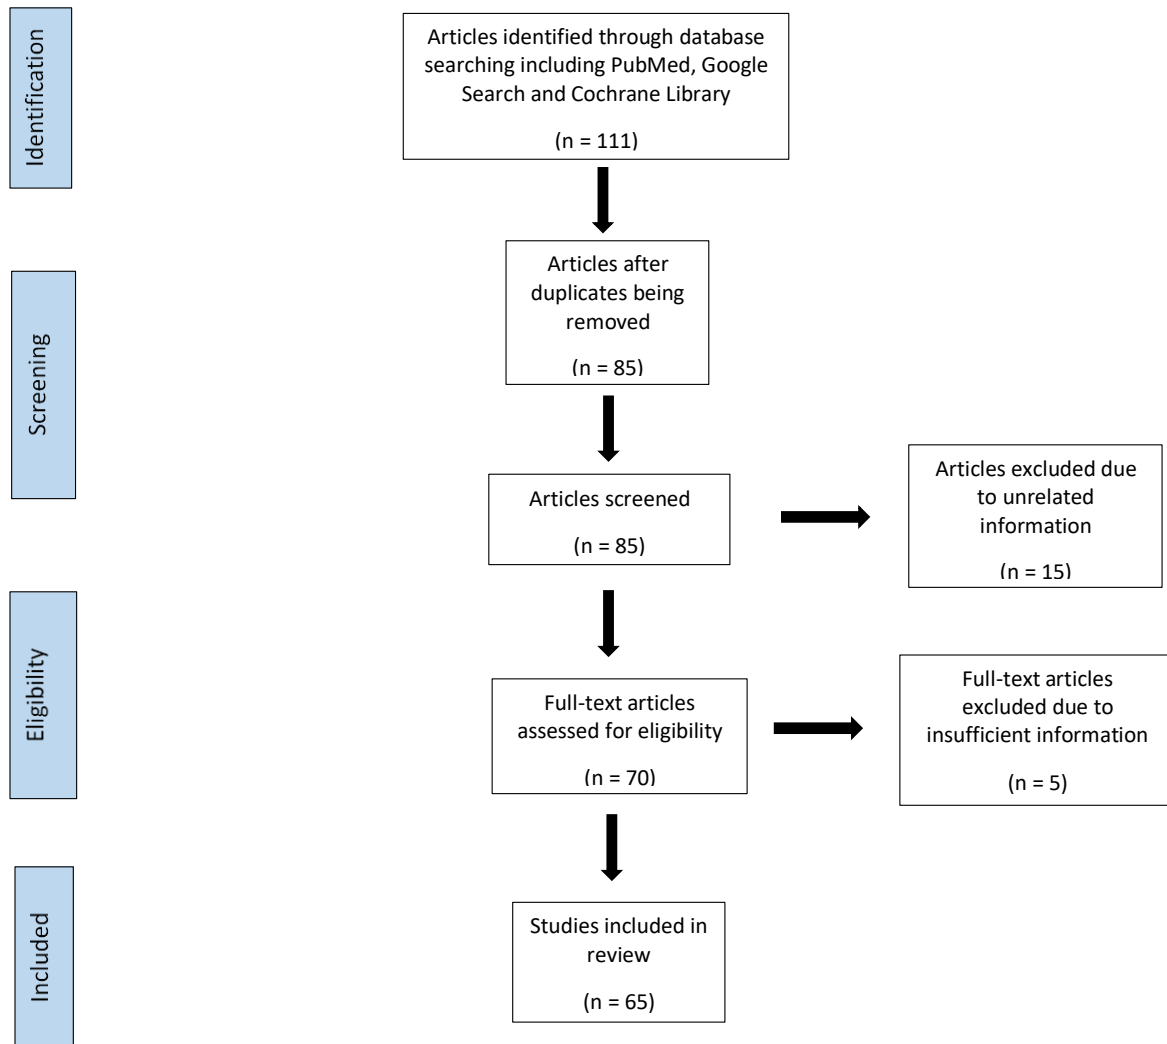 Identification
Articles identified through database
searching including PubMed, Google
Search and Cochrane Library
(n = 111)
Screening
Articles after
duplicates being
removed
(n = 85)
Articles screened
(n = 85)
Articles excluded due
to unrelated
information
(n = 15)
Eligibility
Full-text articles
assessed for eligibility
(n = 70)
Full-text articles
excluded due to
insufficient information
(n = 5)
Included
Studies included in
review
(n = 65)